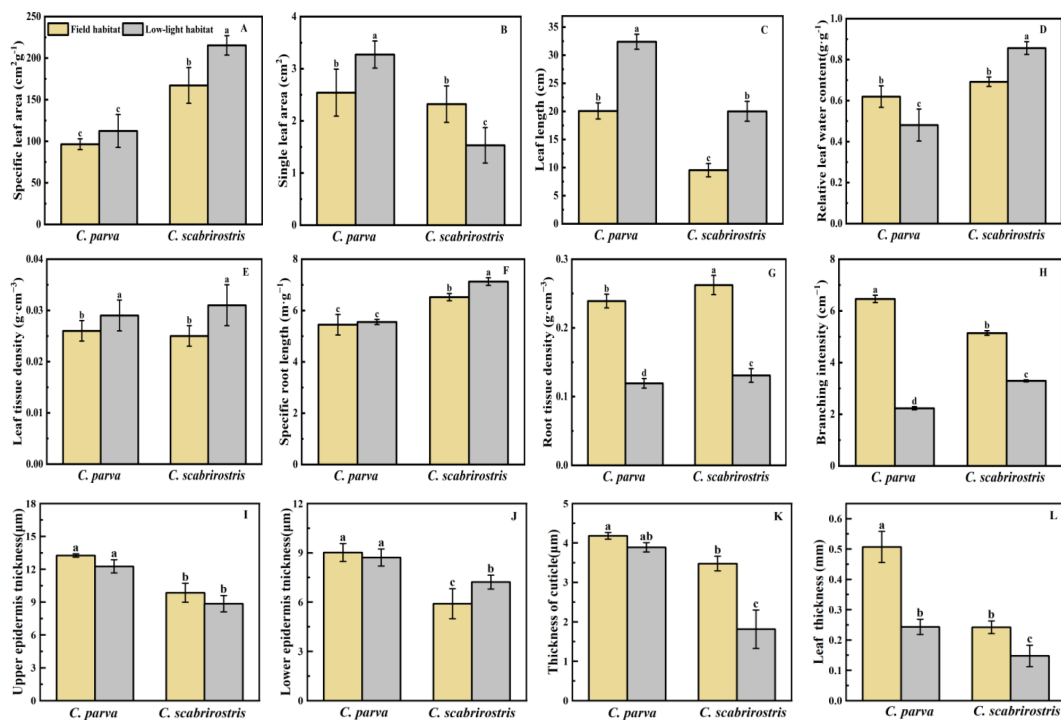 Field habitat Low-light habitat
A
Specific leaf area (cm²g⁻¹)
250
200
150
100
50
0
c c b a
C. parva C. scabrirostris
B
Single leaf area (cm²)
4
3
2
1
0
b a b c
C. parva C. scabrirostris
C
Leaf length (cm)
35
30
25
20
15
10
5
0
b a c b
C. parva C. scabrirostris
D
Relative leaf water content(g·g⁻¹)
1.0
0.8
0.6
0.4
0.2
0.0
b c b a
C. parva C. scabrirostris
E
Leaf tissue density (g·cm⁻³)
0.04
0.03
0.02
0.01
0.00
b a b a
C. parva C. scabrirostris
F
Specific root length (m·g⁻¹)
8
6
4
2
0
c c b a
C. parva C. scabrirostris
G
Root tissue density (g·cm⁻³)
0.3
0.2
0.1
0.0
b d a c
C. parva C. scabrirostris
H
Branching intensity (cm⁻¹)
8
6
4
2
0
a d b c
C. parva C. scabrirostris
I
Upper epidermis thickness(μm)
18
15
12
9
6
3
0
a a b b
C. parva C. scabrirostris
J
Lower epidermis thickness(μm)
12
9
6
3
0
a a c b
C. parva C. scabrirostris
K
Thickness of cuticle(μm)
5
4
3
2
1
0
a ab b c
C. parva C. scabrirostris
L
Leaf thickness (mm)
0.6
0.5
0.4
0.3
0.2
0.1
0.0
a b b c
C. parva C. scabrirostris